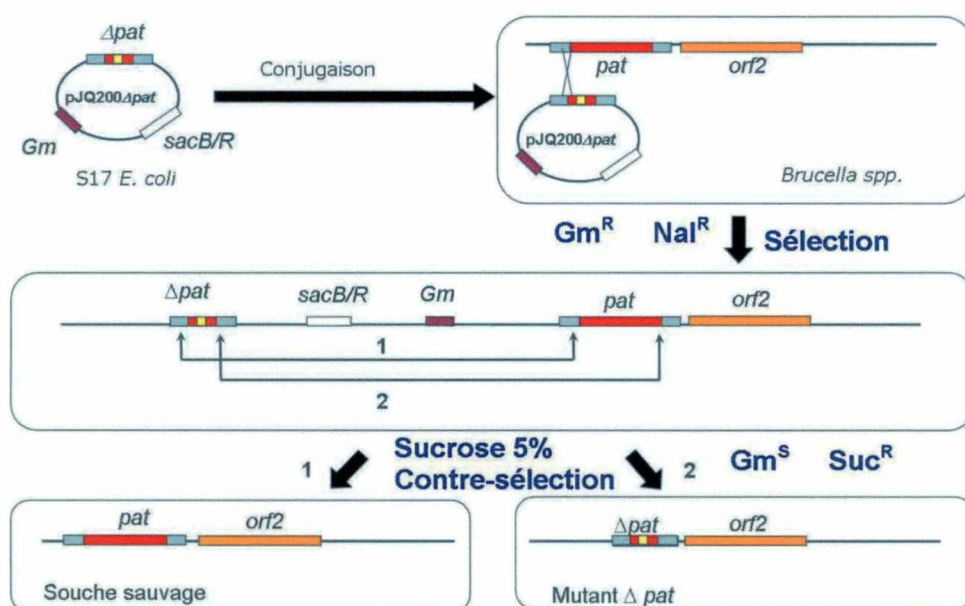 Δpat
pJQ200Δpat
Gm
sacB/R
S17 E. coli
Conjugaison
pat
orf2
pJQ200Δpat
Brucella spp.
Gm^R Nal^R Sélection
Δpat
sacB/R
Gm
pat
orf2
1
2
Sucrose 5%
Contre-sélection
1
2
Gm^S Suc^R
pat
orf2
Souche sauvage
Δpat
orf2
Mutant Δ pat